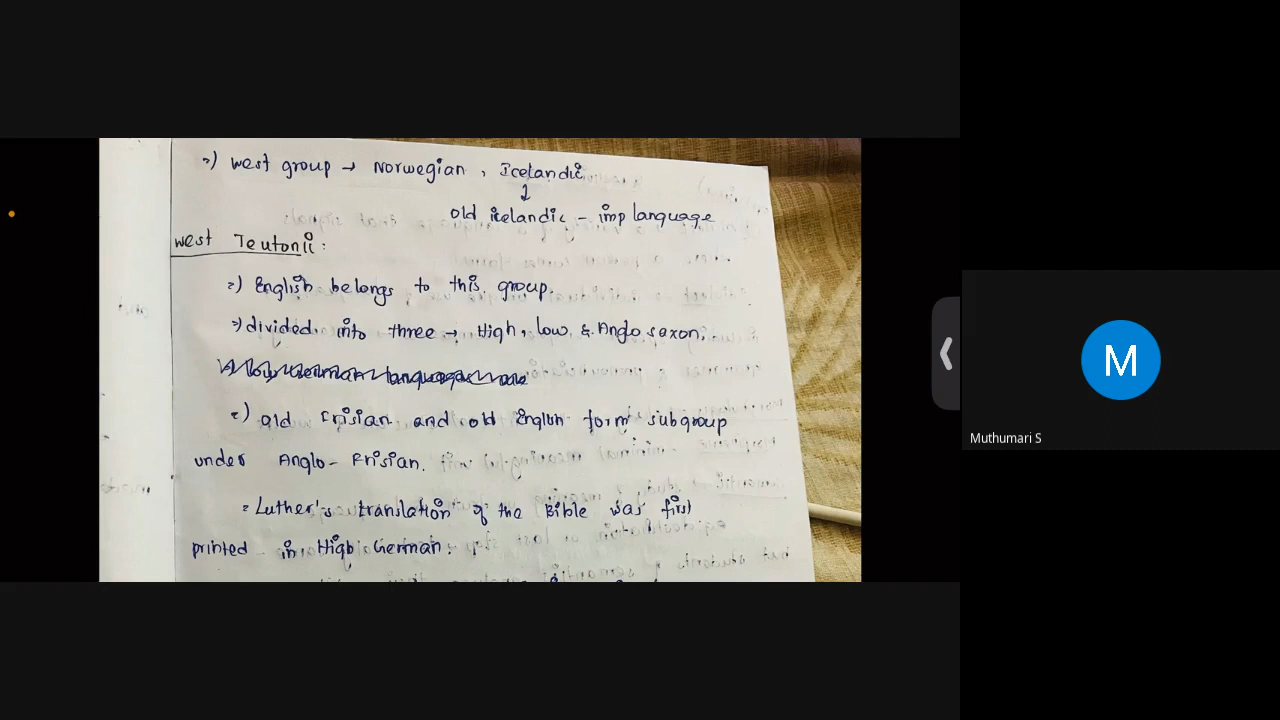 =) West group → Norwegian, Icelandic
↓
old icelandic - imp language
West Teutonic:
=) English belongs to this group.
=) divided into three → High, low & Anglo saxon.
=) old Frisian and old English form subgroup
under Anglo-Frisian.
= Luther's translation of the Bible was first
printed in High German.
M
Muthumari S